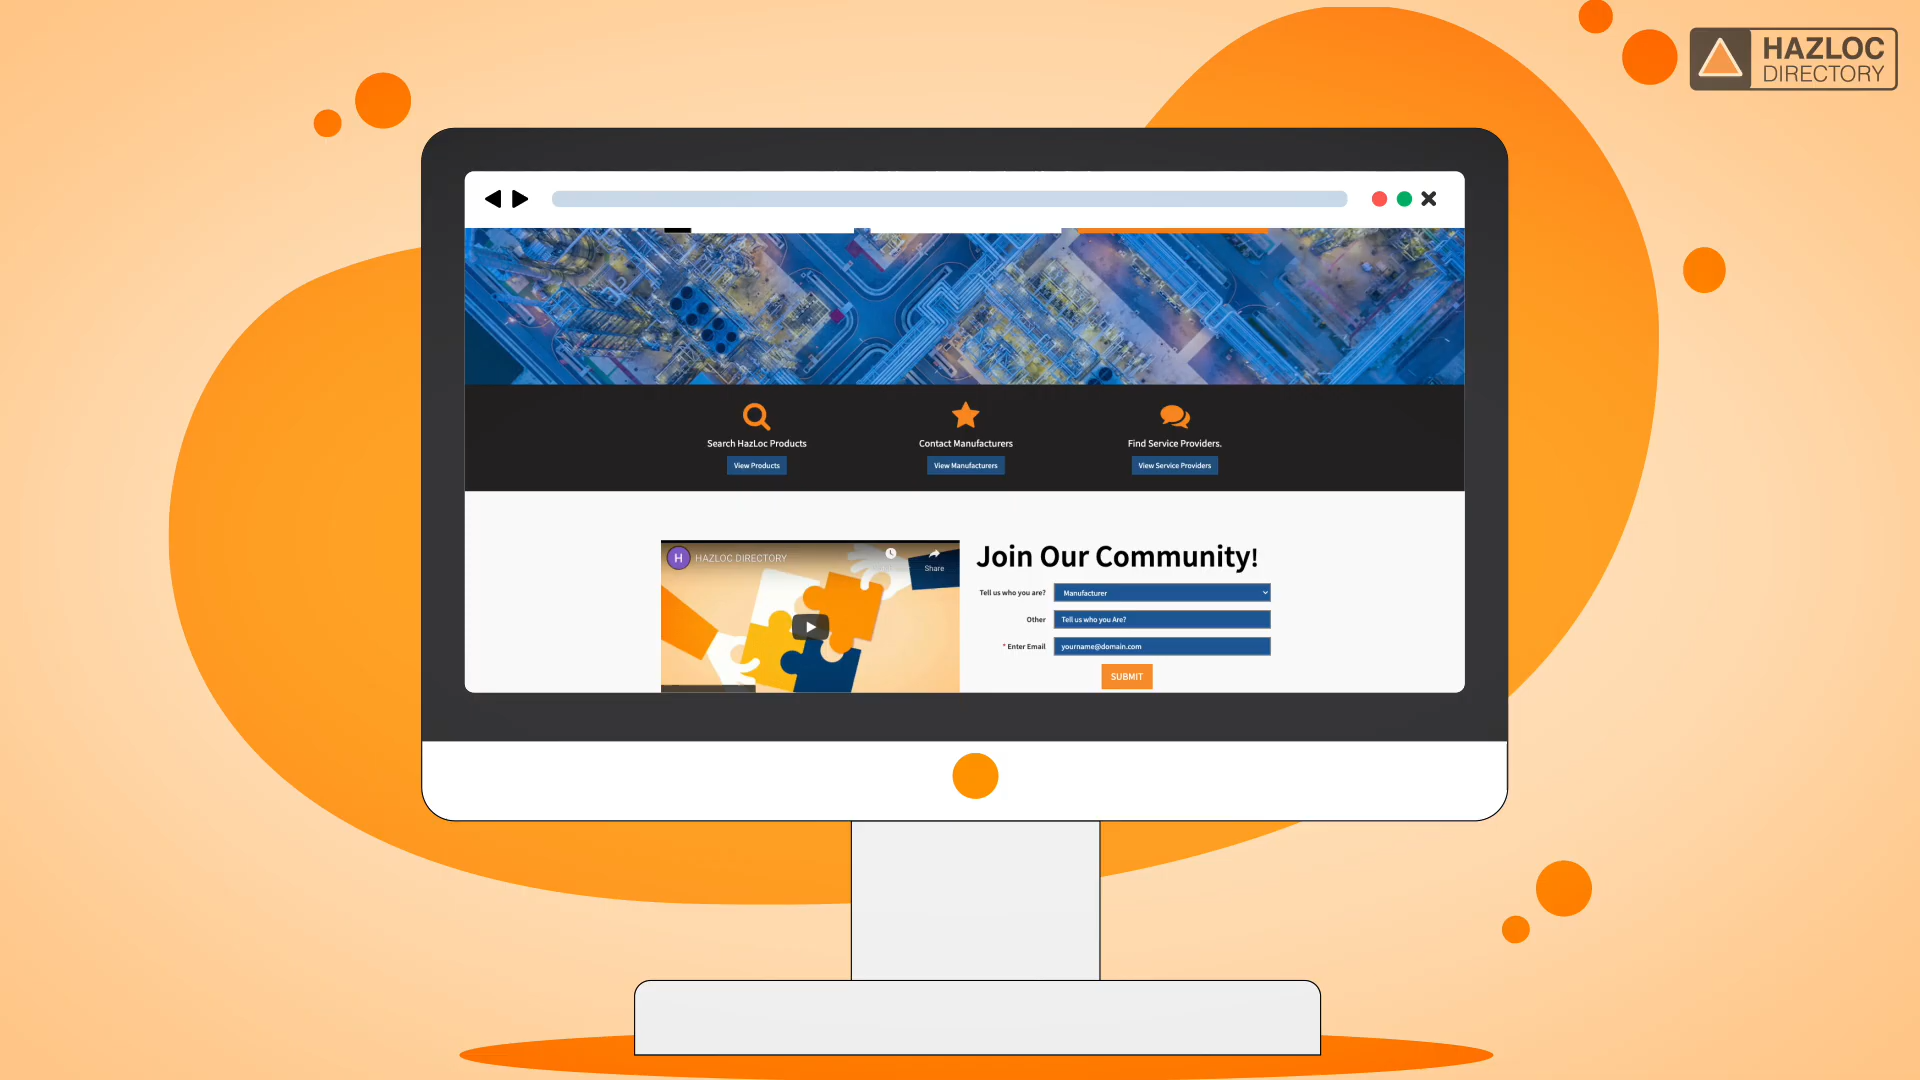 HAZLOC
DIRECTORY
Search HazLoc Products
Contact Manufacturers
Find Service Providers.
View Products
View Manufacturers
View Service Providers
H
HAZLOC DIRECTORY
Share
Join Our Community!
Tell us who you are?
Manufacturer
Other
Tell us who you Are?
* Enter Email
yourname@domain.com
SUBMIT